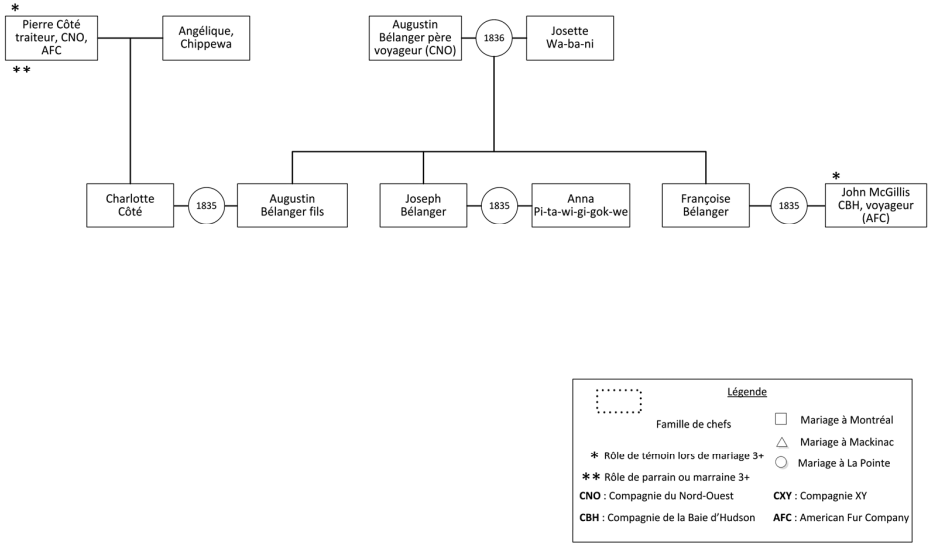 *
Pierre Côté
traiteur, CNO,
AFC
**
Angélique,
Chippewa
Augustin
Bélanger père
voyageur (CNO)
1836
Josette
Wa-ba-ni
Charlotte
Côté
1835
Augustin
Bélanger fils
Joseph
Bélanger
1835
Anna
Pi-ta-wi-gi-gok-we
Françoise
Bélanger
1835
*
John McGillis
CBH, voyageur
(AFC)
Légende
Famille de chefs
* Rôle de témoin lors de mariage 3+
** Rôle de parrain ou marraine 3+
Mariage à Montréal
Mariage à Mackinac
Mariage à La Pointe
CNO : Compagnie du Nord-Ouest
CXY : Compagnie XY
CBH : Compagnie de la Baie d'Hudson
AFC : American Fur Company